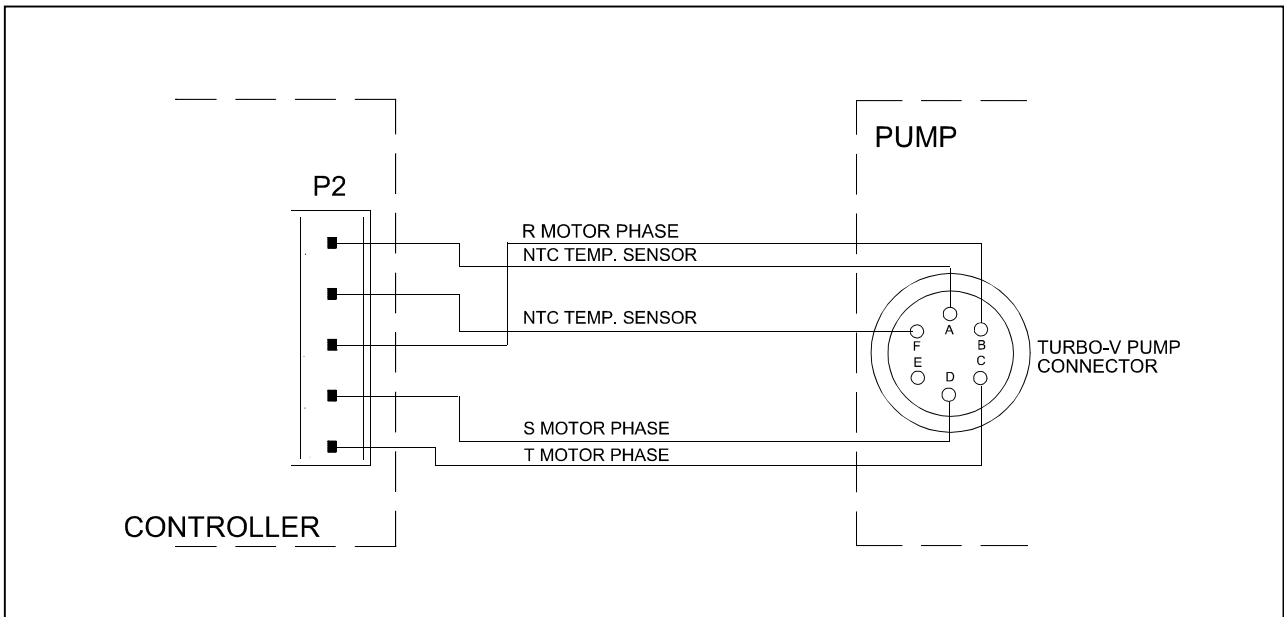 PUMP
P2
R MOTOR PHASE
NTC TEMP. SENSOR
NTC TEMP. SENSOR
A
F
B
E
D
C
TURBO-V PUMP
CONNECTOR
S MOTOR PHASE
T MOTOR PHASE
CONTROLLER